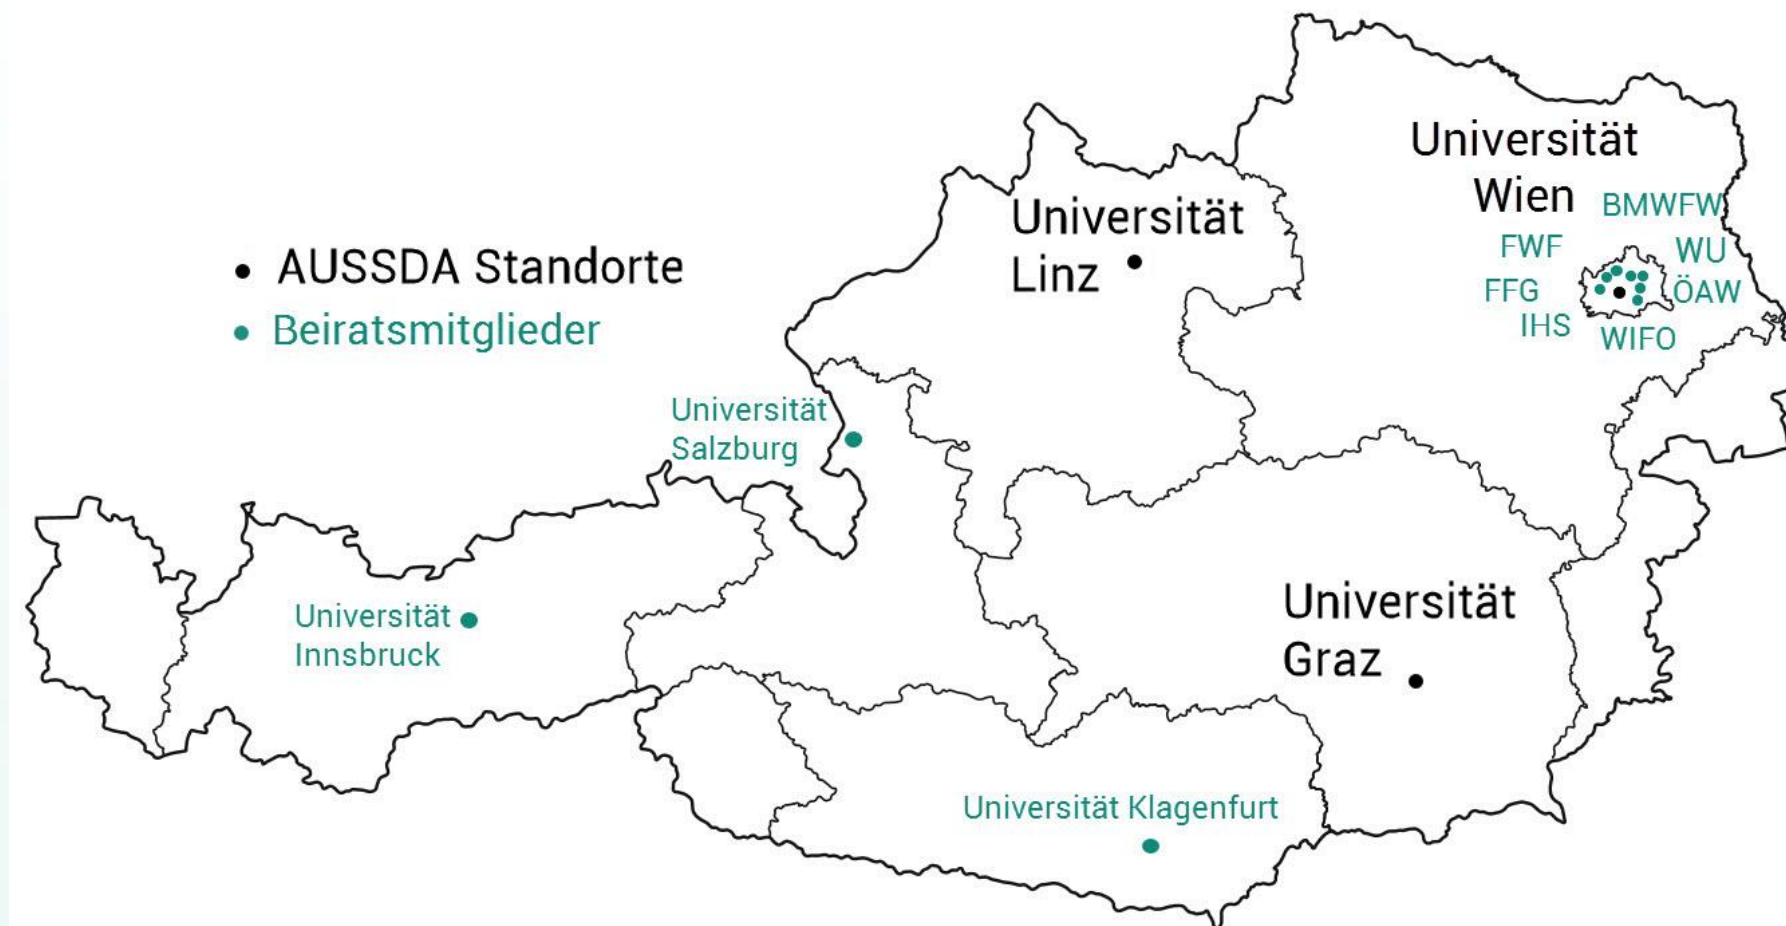 AUSSDA Standorte
Beiratsmitglieder
Universität
Wien
BMWFW
FWF
WU
FFG
ÖAW
IHS
WIFO
Universität
Linz
Universität
Salzburg
Universität
Innsbruck
Universität
Graz
Universität Klagenfurt